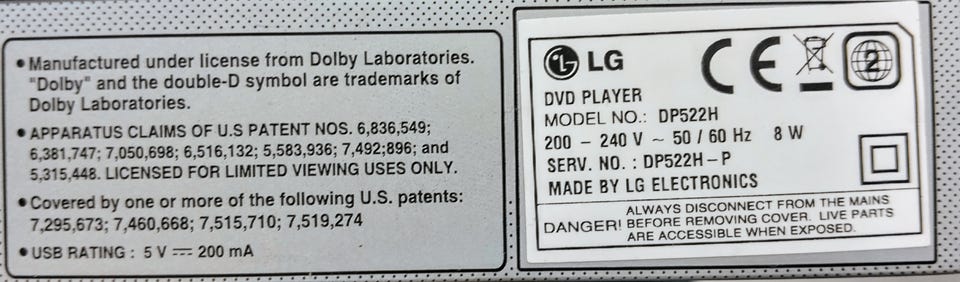 • Manufactured under license from Dolby Laboratories.
"Dolby" and the double-D symbol are trademarks of
Dolby Laboratories.
• APPARATUS CLAIMS OF U.S PATENT NOS. 6,836,549;
6,381,747; 7,050,698; 6,516,132; 5,583,936; 7,492;896; and
5,315,448. LICENSED FOR LIMITED VIEWING USES ONLY.
• Covered by one or more of the following U.S. patents:
7,295,673; 7,460,668; 7,515,710; 7,519,274
• USB RATING : 5 V ⎓ 200 mA
LG CE 2
DVD PLAYER
MODEL NO.: DP522H
200 - 240 V ~ 50 / 60 Hz 8 W
SERV. NO. : DP522H-P
MADE BY LG ELECTRONICS
DANGER! ALWAYS DISCONNECT FROM THE MAINS
BEFORE REMOVING COVER. LIVE PARTS
ARE ACCESSIBLE WHEN EXPOSED.